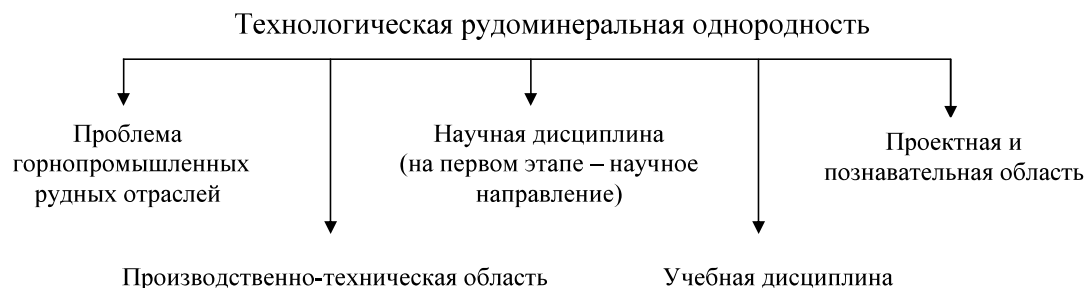 Технологическая рудоминеральная однородность
Проблема
горнопромышленных
рудных отраслей
Научная дисциплина
(на первом этапе – научное
направление)
Проектная и
познавательная область
Производственно-техническая область
Учебная дисциплина